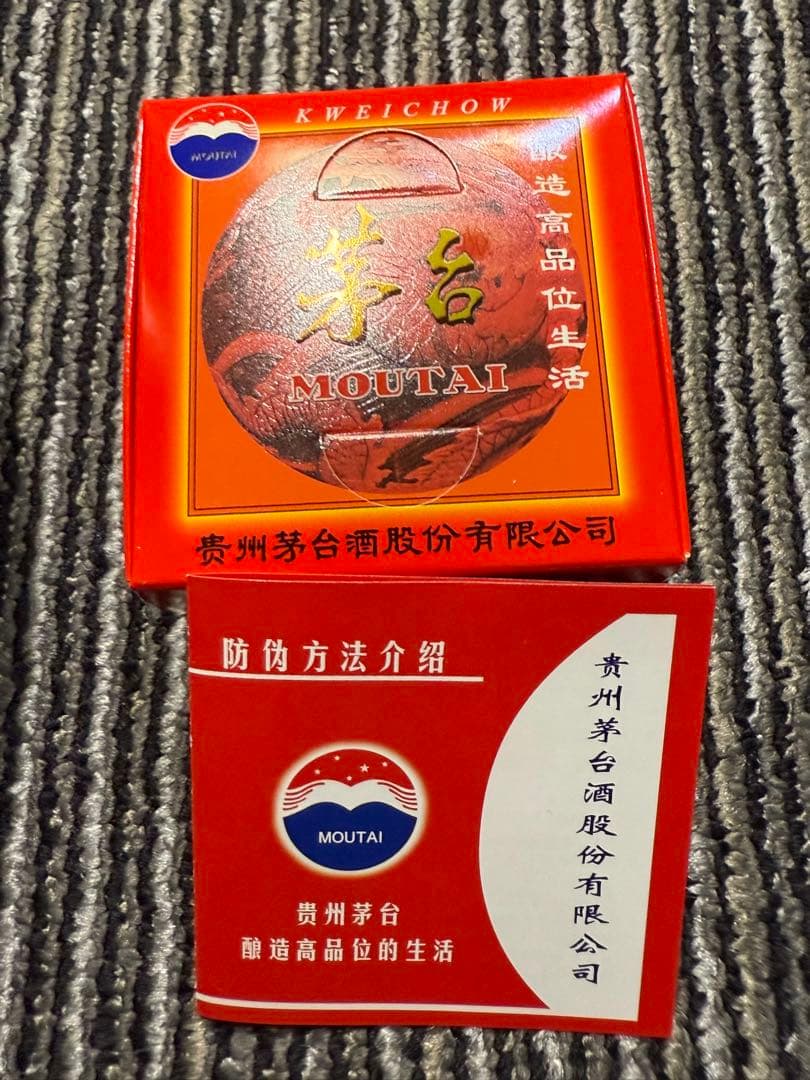 KWEICHOW
MOUTAI
酿造高品位生活
茅台
MOUTAI
贵州茅台酒股份有限公司
防伪方法介绍
贵州茅台酒股份有限公司
MOUTAI
贵州茅台
酿造高品位的生活